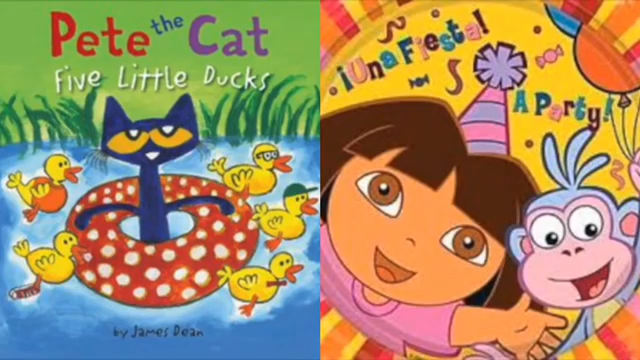 Pete the Cat
Five Little Ducks
by James Dean
¡Una Fiesta!
A Party!